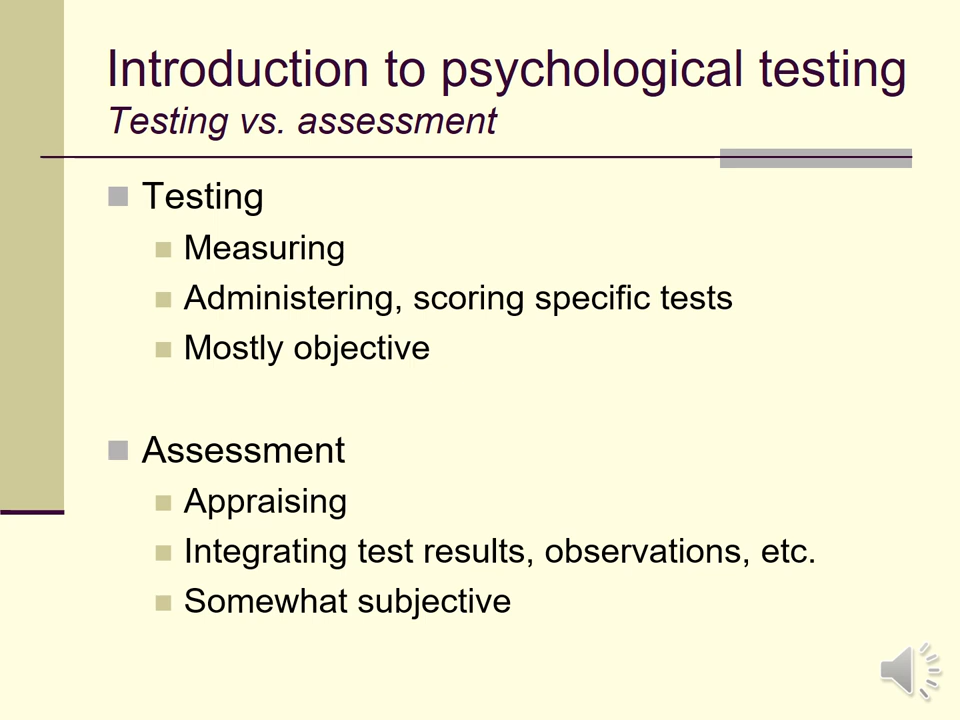 Introduction to psychological testing
Testing vs. assessment
Testing
Measuring
Administering, scoring specific tests
Mostly objective
Assessment
Appraising
Integrating test results, observations, etc.
Somewhat subjective